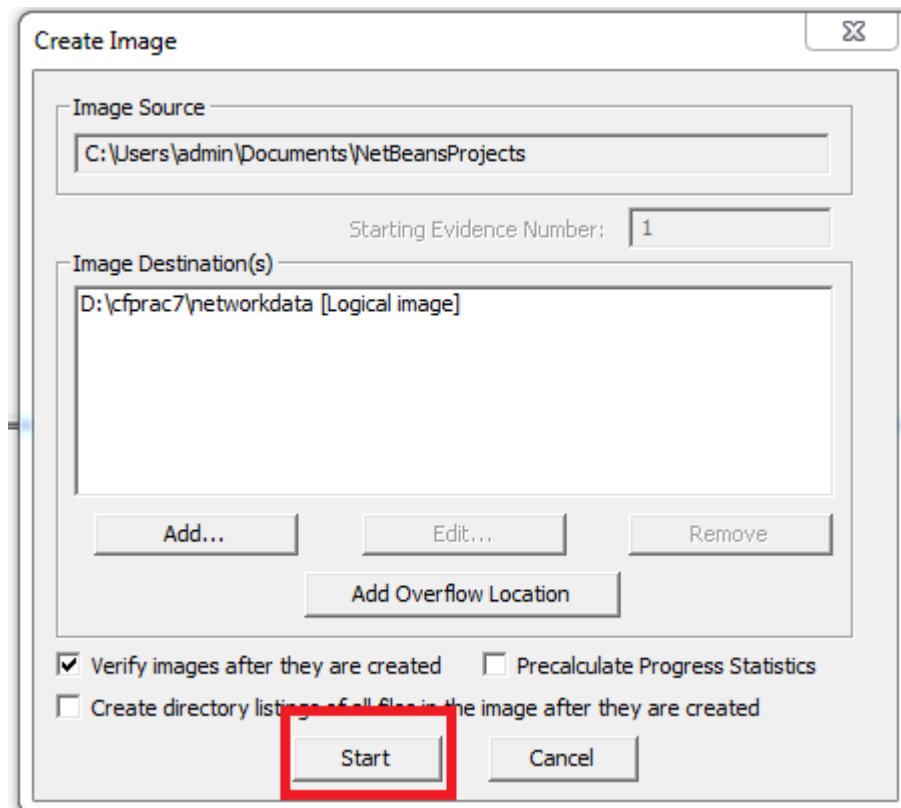 Create Image
Image Source
C:\Users\admin\Documents\NetBeansProjects
Starting Evidence Number: 1
Image Destination(s)
D:\cfprac7\networkdata [Logical image]
Add... Edit... Remove
Add Overflow Location
Verify images after they are created Precalculate Progress Statistics
Create directory listings of all files in the image after they are created
Start Cancel